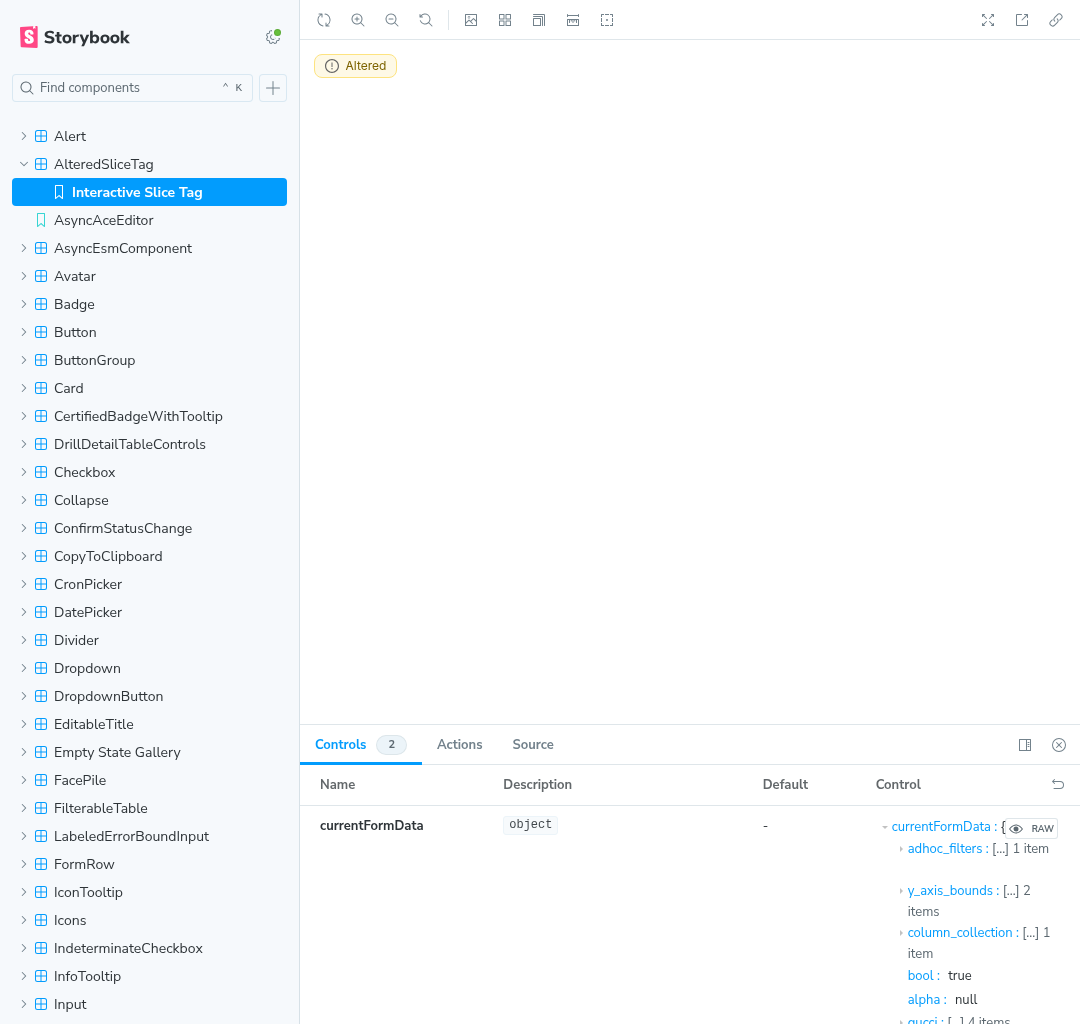 Storybook
Find components
^ K
Alert
AlteredSliceTag
Interactive Slice Tag
AsyncAceEditor
AsyncEsmComponent
Avatar
Badge
Button
ButtonGroup
Card
CertifiedBadgeWithTooltip
DrillDetailTableControls
Checkbox
Collapse
ConfirmStatusChange
CopyToClipboard
CronPicker
DatePicker
Divider
Dropdown
DropdownButton
EditableTitle
Empty State Gallery
FacePile
FilterableTable
LabeledErrorBoundInput
FormRow
IconTooltip
Icons
IndeterminateCheckbox
InfoTooltip
Input
Altered
Controls 2 Actions Source
Name Description Default Control
currentFormData object - currentFormData : { RAW
adhoc_filters : [...] 1 item
y_axis_bounds : [...] 2
items
column_collection : [...] 1
item
bool : true
alpha : null
gucci : [...] 4 items